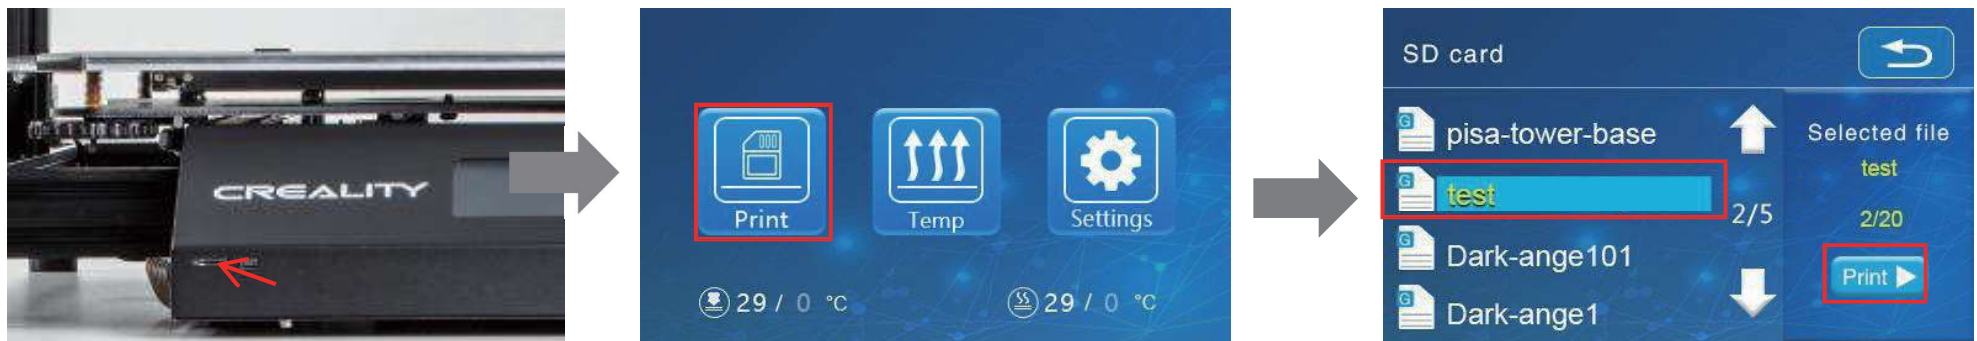 CREALITY
Print
Temp
Settings
29 / 0 °C
29 / 0 °C
SD card
pisa-tower-base
test
Dark-ange101
Dark-ange1
2/5
Selected file
test
2/20
Print